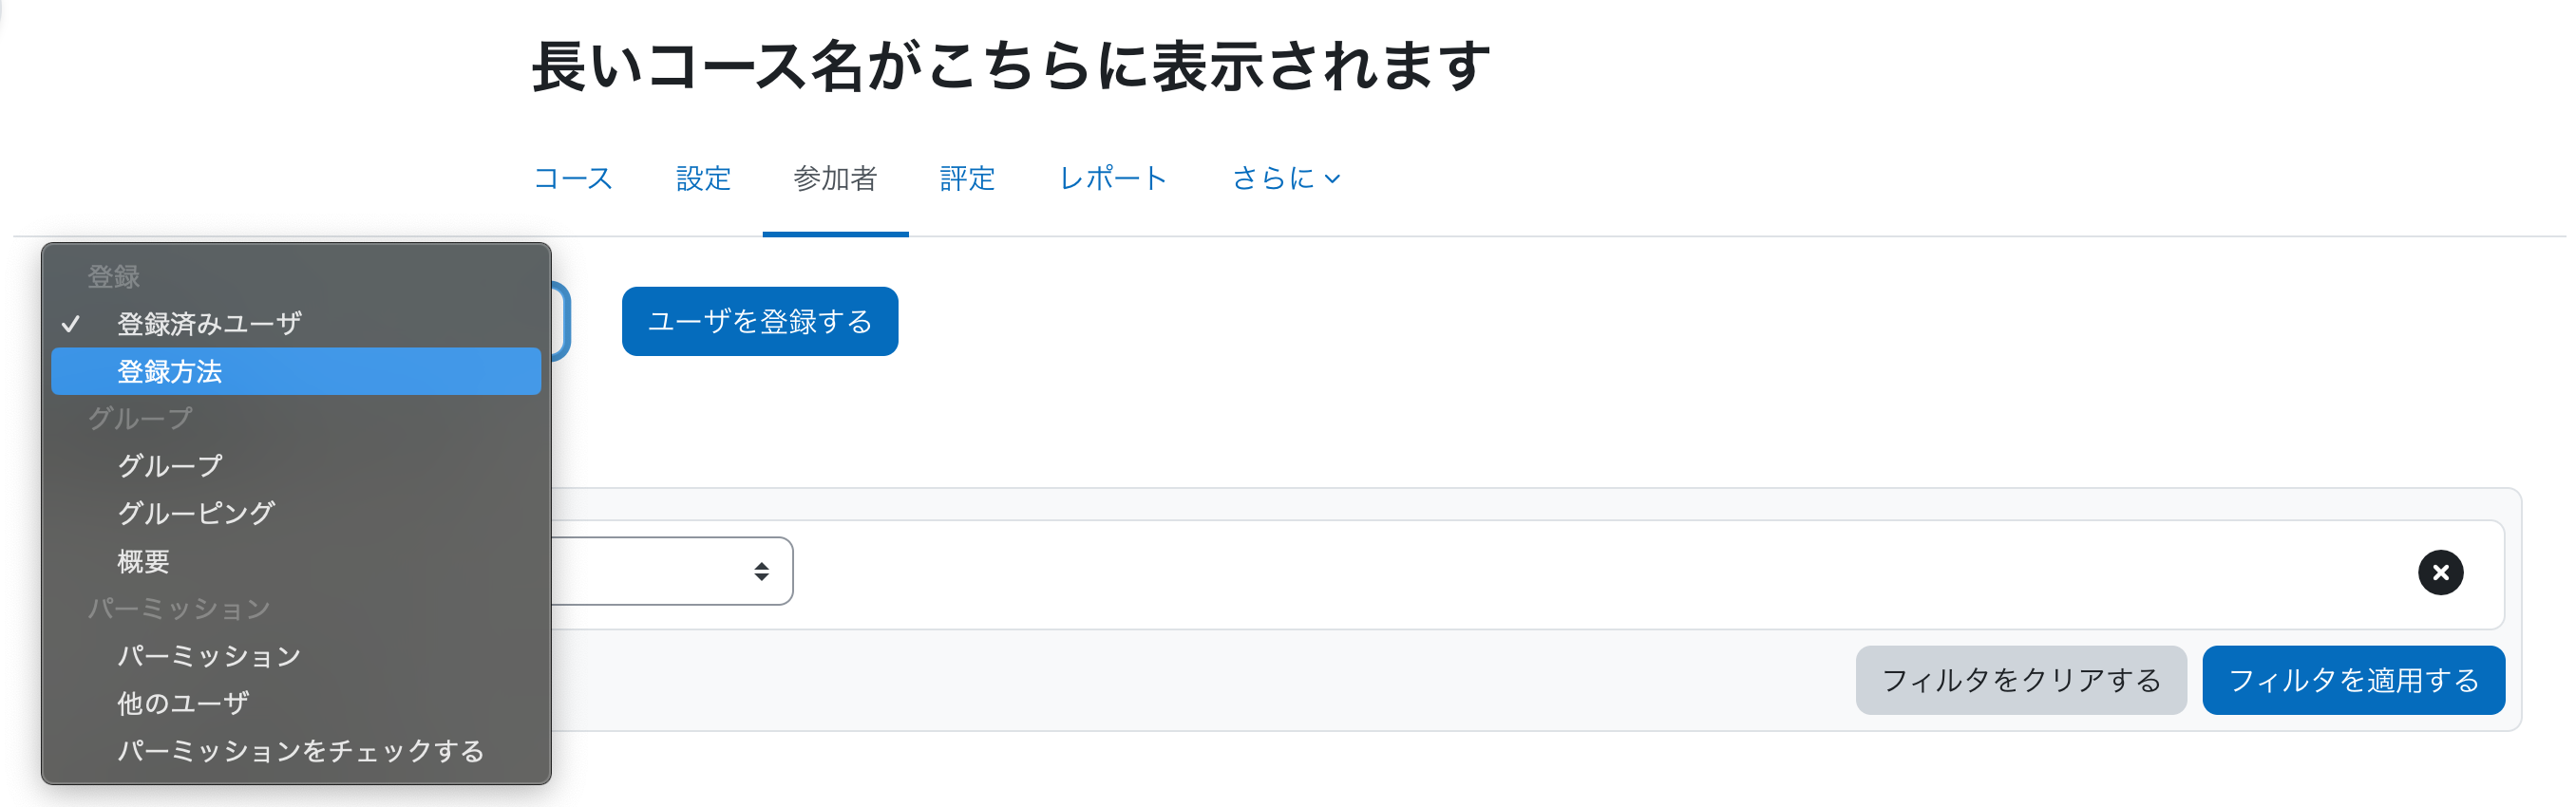 長いコース名がこちらに表示されます
コース 設定 参加者 評定 レポート さらに
登録
登録済みユーザ
登録方法
グループ
グループ
グルーピング
概要
パーミッション
パーミッション
他のユーザ
パーミッションをチェックする
ユーザを登録する
フィルタをクリアする フィルタを適用する